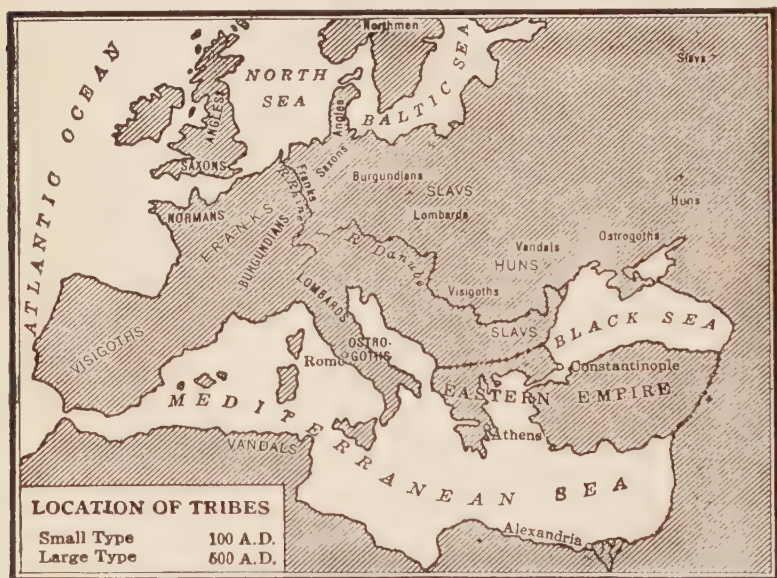 Northmen
Slavs
NORTH
SEA
BALTIC SEA
ATLANTIC OCEAN
ANGLES
Angles
SAXONS
Saxons
Franks
R. Rhine
Burgundians
SLAVS
Lombards
Huns
NORMANS
FRANKS
BURGUNDIANS
R. Danube
Vandals
Ostrogoths
HUNS
Visigoths
LOMBARDS
SLAVS
BLACK SEA
VISIGOTHS
OSTRO-
GOTHS
Rome
Constantinople
EASTERN EMPIRE
MEDITERRANEAN SEA
Athens
VANDALS
Alexandria
LOCATION OF TRIBES
Small Type 100 A.D.
Large Type 500 A.D.